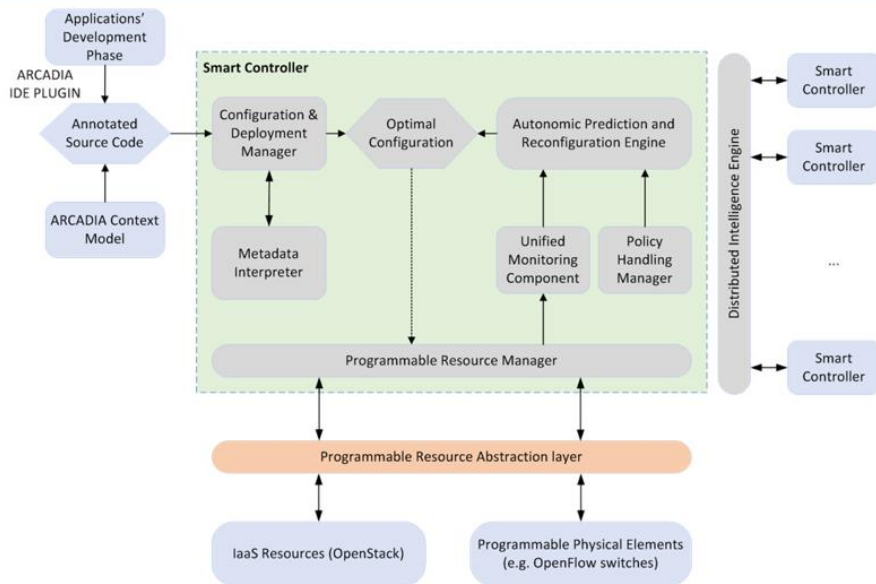 Applications'
Development
Phase
ARCADIA
IDE PLUGIN
Annotated
Source Code
ARCADIA Context
Model
Smart Controller
Configuration &
Deployment
Manager
Optimal
Configuration
Autonomic Prediction and
Reconfiguration Engine
Metadata
Interpreter
Unified
Monitoring
Component
Policy
Handling
Manager
Programmable Resource Manager
Distributed Intelligence Engine
Smart
Controller
Smart
Controller
...
Smart
Controller
Programmable Resource Abstraction layer
IaaS Resources (OpenStack)
Programmable Physical Elements
(e.g. OpenFlow switches)